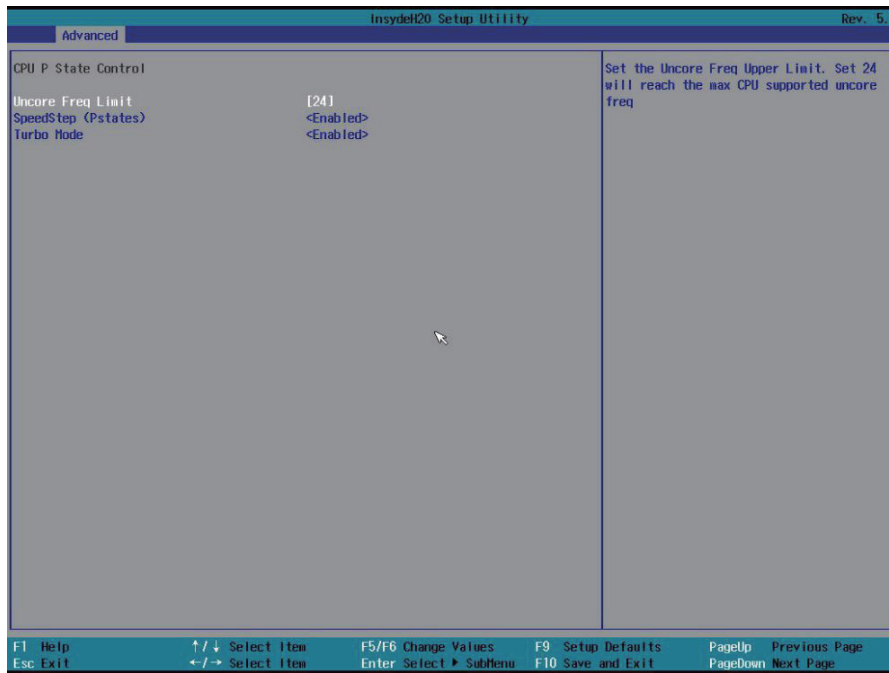 InsydeH20 Setup Utility Rev. 5.
Advanced
CPU P State Control
Uncore Freq Limit [24]
SpeedStep (Pstates) <Enabled>
Turbo Mode <Enabled>
Set the Uncore Freq Upper Limit. Set 24
will reach the max CPU supported uncore
freq
F1 Help ↑/↓ Select Item F5/F6 Change Values F9 Setup Defaults PageUp Previous Page
Esc Exit ←/→ Select Item Enter Select ▶ SubMenu F10 Save and Exit PageDown Next Page